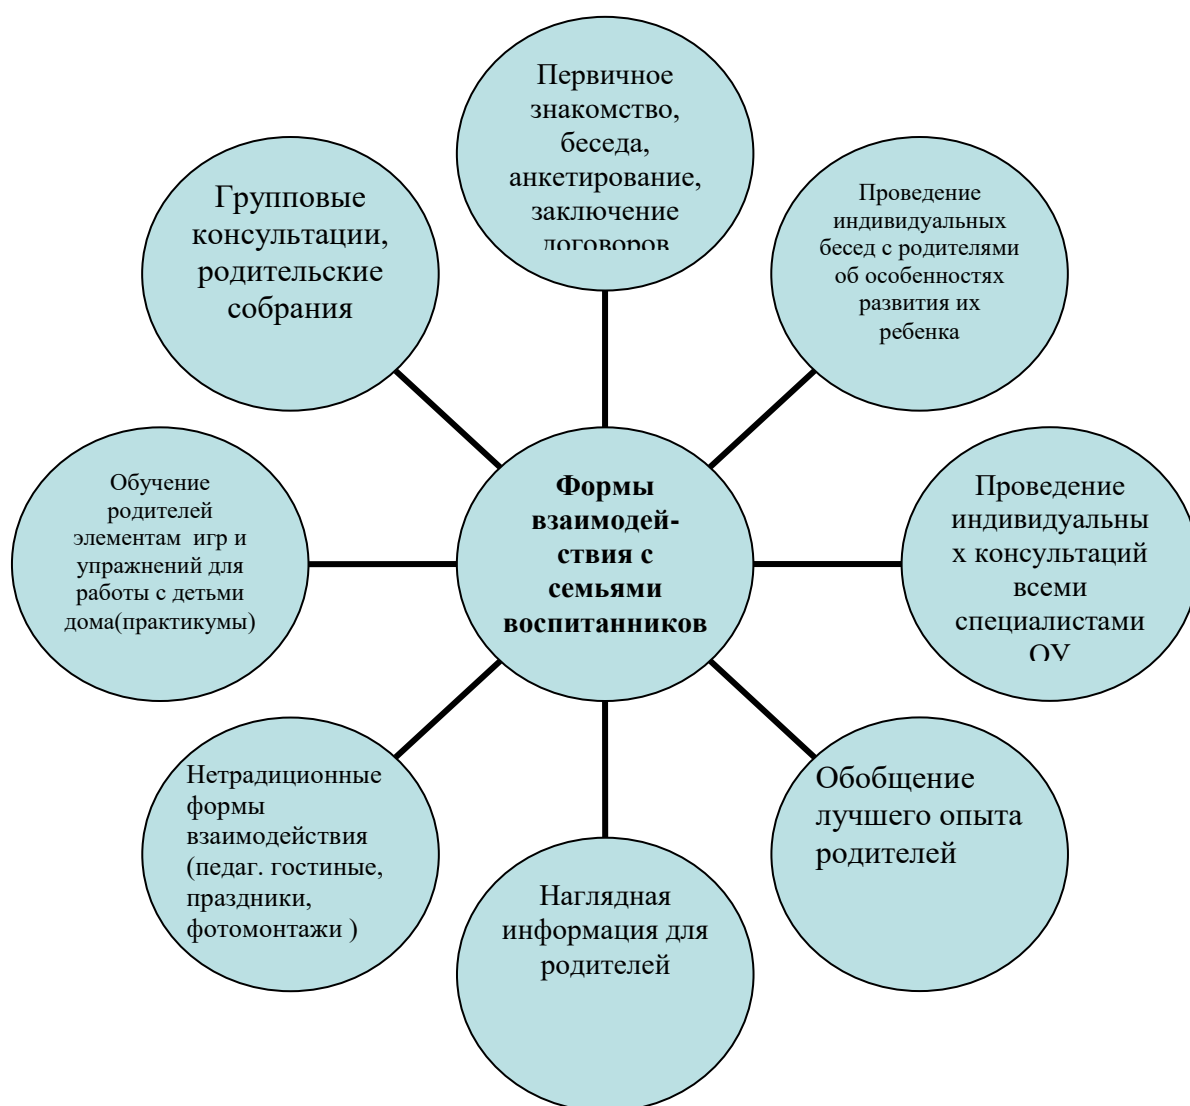 Первичное
знакомство,
беседа,
анкетирование,
заключение
договоров
Групповые
консультации,
родительские
собрания
Проведение
индивидуальных
бесед с родителями
об особенностях
развития их
ребенка
Обучение
родителей
элементам игр и
упражнений для
работы с детьми
дома(практикумы)
Формы
взаимодей-
ствия с
семьями
воспитанников
Проведение
индивидуальны
х консультаций
всеми
специалистами
ОУ
Нетрадиционные
формы
взаимодействия
(педаг. гостиные,
праздники,
фотомонтажи )
Обобщение
лучшего опыта
родителей
Наглядная
информация для
родителей